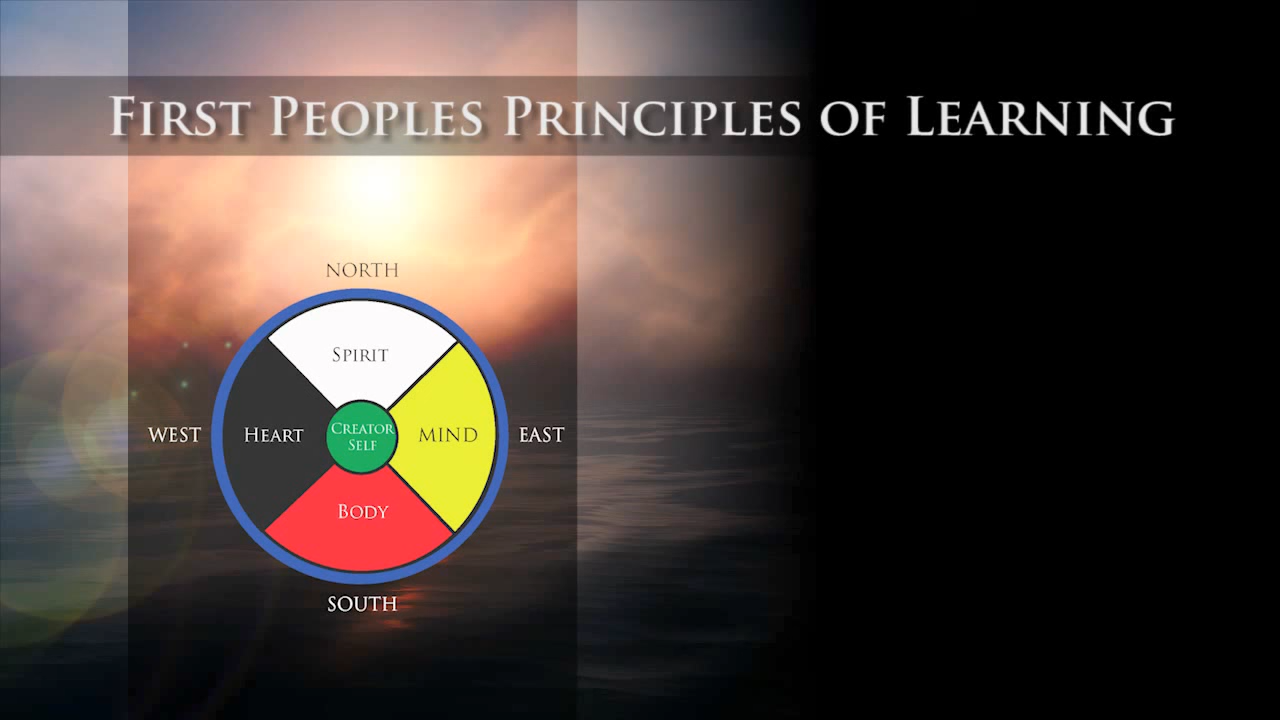 First Peoples Principles of Learning
NORTH
Spirit
WEST
Heart
Creator
Self
MIND
EAST
Body
SOUTH